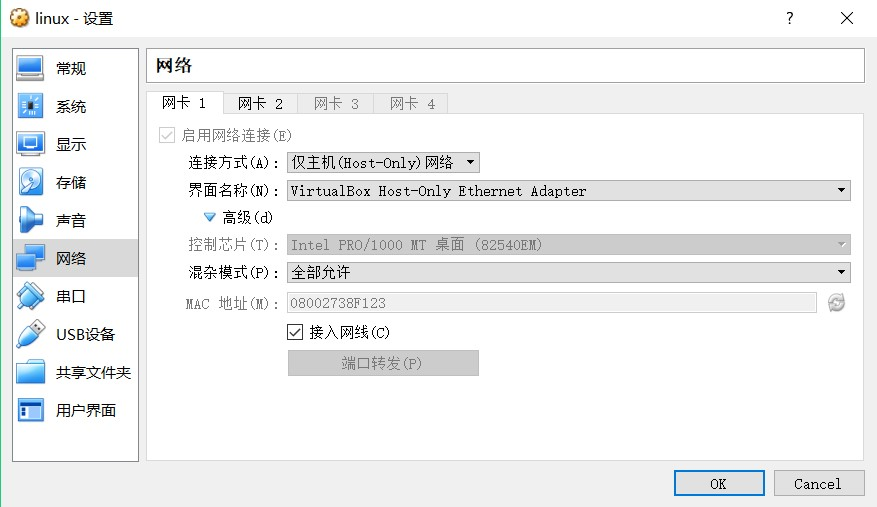 linux - 设置
?
常规
系统
显示
存储
声音
网络
串口
USB设备
共享文件夹
用户界面
网络
网卡 1 网卡 2 网卡 3 网卡 4
启用网络连接(E)
连接方式(A): 仅主机(Host-Only)网络
界面名称(N): VirtualBox Host-Only Ethernet Adapter
高级(d)
控制芯片(T): Intel PRO/1000 MT 桌面 (82540EM)
混杂模式(P): 全部允许
MAC 地址(M): 08002738F123
接入网线(C)
端口转发(P)
OK Cancel